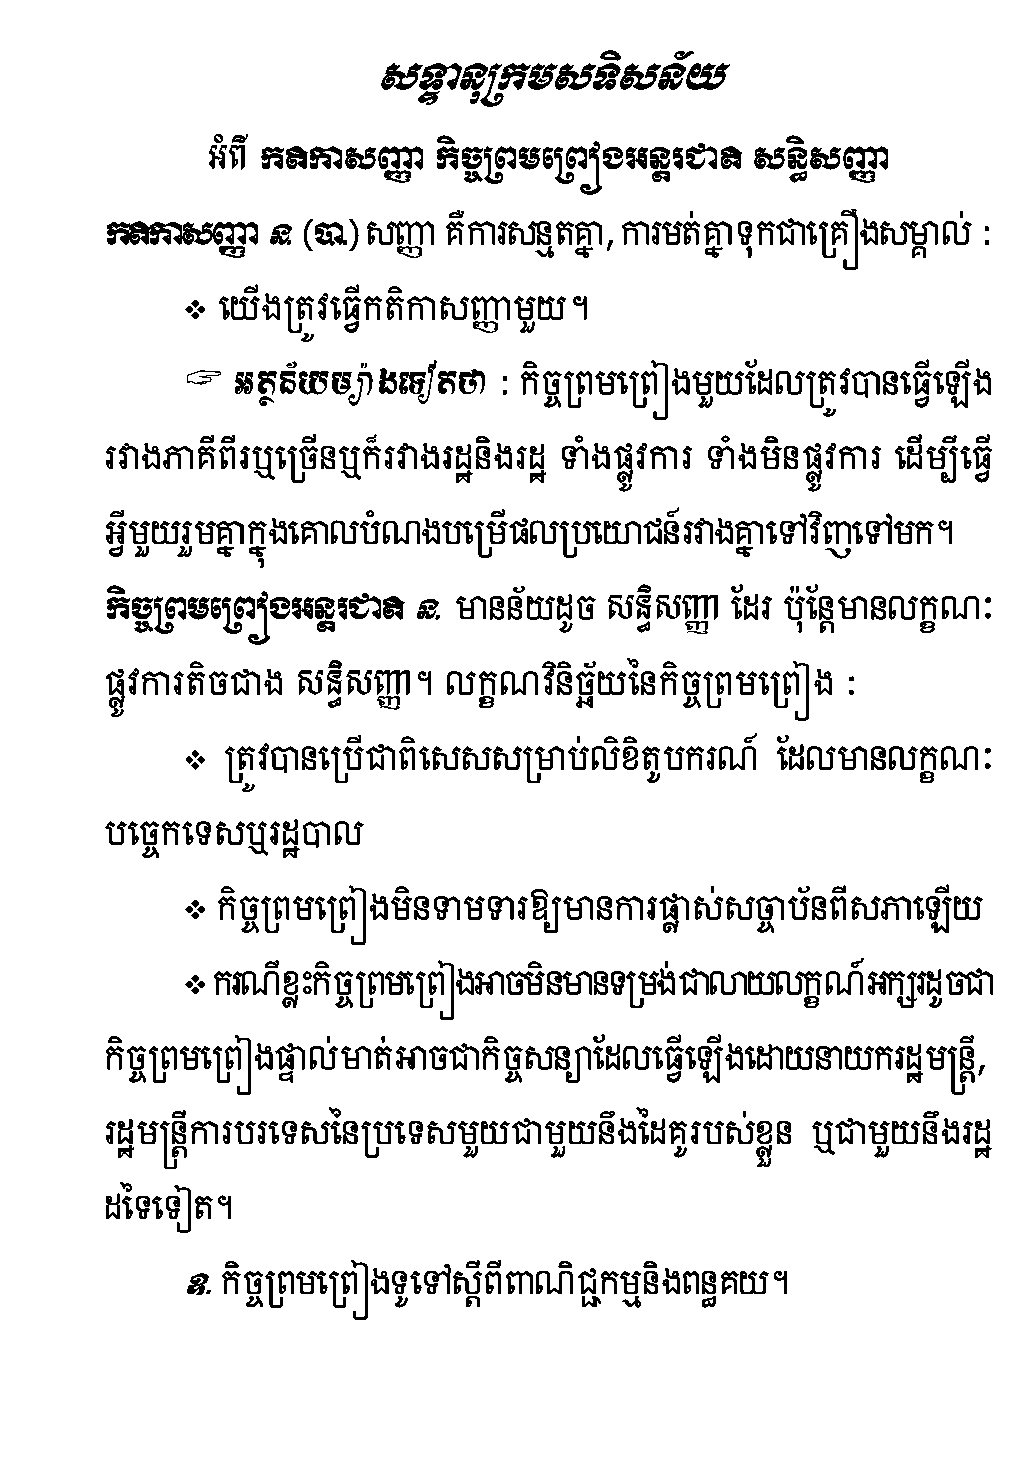 សទ្ទានុក្រមសទិសន័យ
អំពី កតិកាសញ្ញា កិច្ចព្រមព្រៀងអន្តរជាតិ សន្ធិសញ្ញា
កតិកាសញ្ញា ន. (បា.) សញ្ញា គឺការសន្មតគ្នា, ការមត់គ្នាទុកជាគ្រឿងសម្គាល់ :
❖ យើងត្រូវធ្វើកតិកាសញ្ញាមួយ។
☞ អត្ថន័យម្យ៉ាងទៀតថា : កិច្ចព្រមព្រៀងមួយដែលត្រូវបានធ្វើឡើង
រវាងភាគីពីរឬច្រើនឬក៏រវាងរដ្ឋនិងរដ្ឋ ទាំងផ្លូវការ ទាំងមិនផ្លូវការ ដើម្បីធ្វើ
អ្វីមួយរួមគ្នាក្នុងគោលបំណងបម្រើផលប្រយោជន៍រវាងគ្នាទៅវិញទៅមក។
កិច្ចព្រមព្រៀងអន្តរជាតិ ន. មានន័យដូច សន្ធិសញ្ញា ដែរ ប៉ុន្តែមានលក្ខណៈ
ផ្លូវការតិចជាង សន្ធិសញ្ញា។ លក្ខណវិនិច្ឆ័យនៃកិច្ចព្រមព្រៀង :
❖ ត្រូវបានប្រើជាពិសេសសម្រាប់លិខិតូបករណ៍ ដែលមានលក្ខណៈ
បច្ចេកទេសឬរដ្ឋបាល
❖ កិច្ចព្រមព្រៀងមិនទាមទារឱ្យមានការផ្លាស់សច្ចាប័នពីសភាឡើយ
❖ ករណីខ្លះកិច្ចព្រមព្រៀងអាចមិនមានទម្រង់ជាលាយលក្ខណ៍អក្សរដូចជា
កិច្ចព្រមព្រៀងផ្ទាល់មាត់អាចជាកិច្ចសន្យាដែលធ្វើឡើងដោយនាយករដ្ឋមន្ត្រី,
រដ្ឋមន្ត្រីការបរទេសនៃប្រទេសមួយជាមួយនឹងដៃគូរបស់ខ្លួន ឬជាមួយនឹងរដ្ឋ
ដទៃទៀត។
ឧ. កិច្ចព្រមព្រៀងទូទៅស្តីពីពាណិជ្ជកម្មនិងពន្ធគយ។